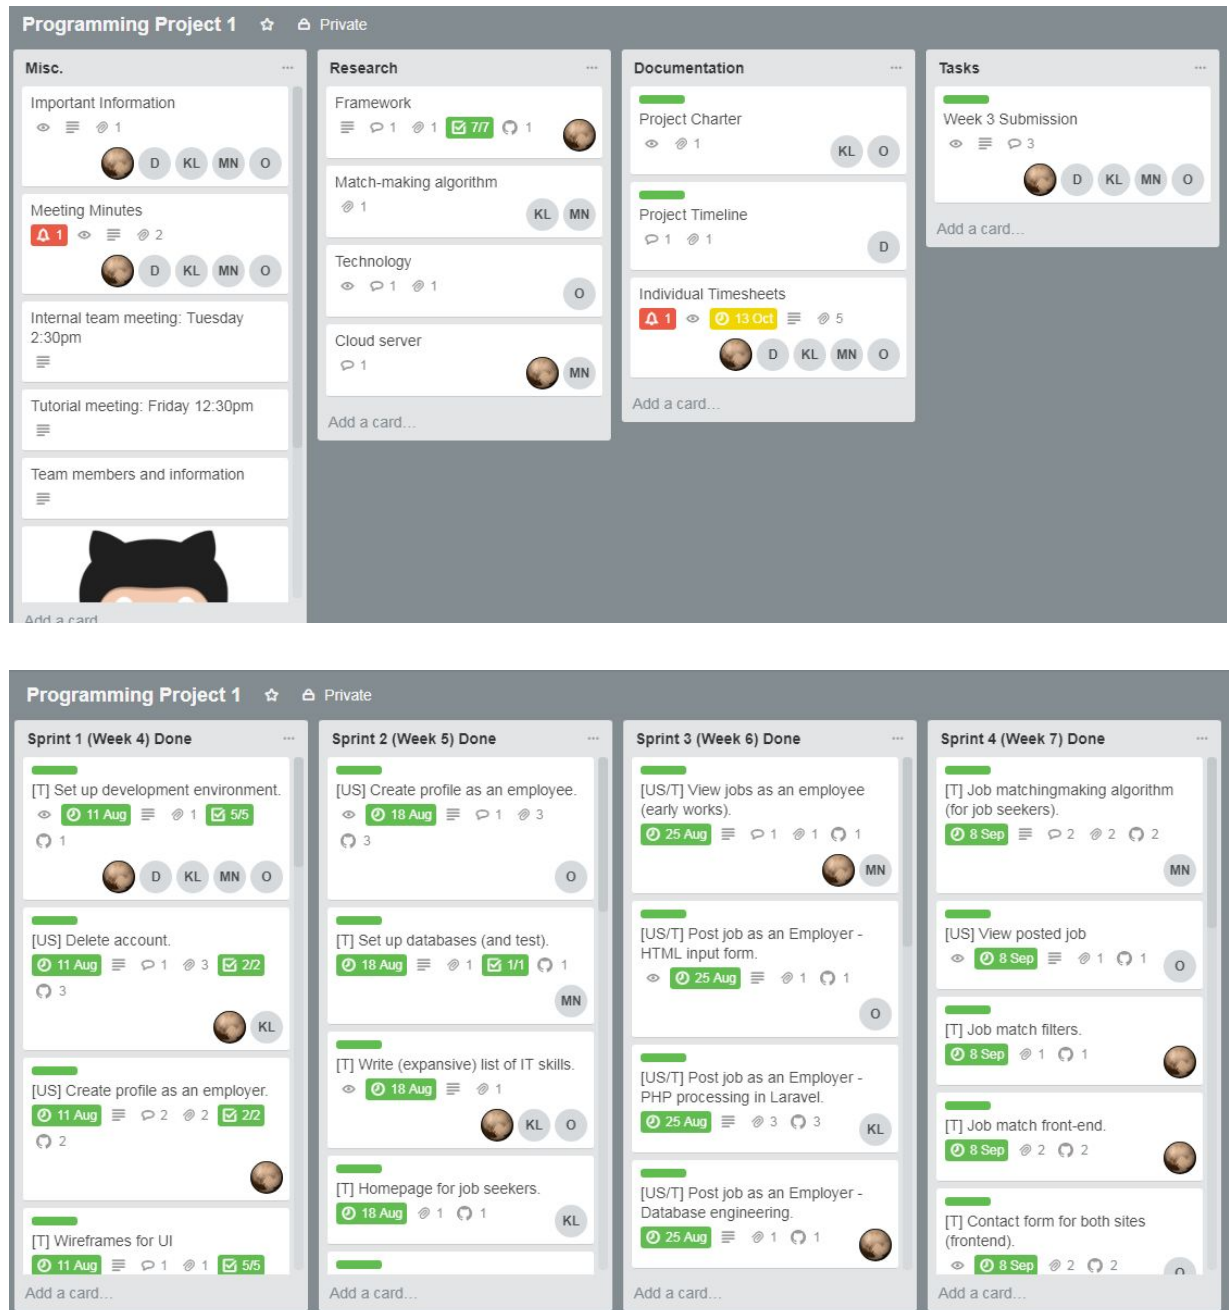 Programming Project 1 Private
Misc.
Important Information
1
D KL MN O
Meeting Minutes
1 2
D KL MN O
Internal team meeting: Tuesday
2:30pm
Tutorial meeting: Friday 12:30pm
Team members and information
Add a card...
Research
Framework
1 1 7/7 1
Match-making algorithm
1
KL MN
Technology
1 1
O
Cloud server
1
MN
Add a card...
Documentation
Project Charter
1
KL O
Project Timeline
1 1
D
Individual Timesheets
1 13 Oct 5
D KL MN O
Add a card...
Tasks
Week 3 Submission
3
D KL MN O
Add a card...
Programming Project 1 Private
Sprint 1 (Week 4) Done
[T] Set up development environment.
11 Aug 1 5/5
1
D KL MN O
[US] Delete account.
11 Aug 1 3 2/2
3
KL
[US] Create profile as an employer.
11 Aug 2 2 2/2
2
[T] Wireframes for UI
11 Aug 1 1 5/5
Add a card...
Sprint 2 (Week 5) Done
[US] Create profile as an employee.
18 Aug 1 3
3
O
[T] Set up databases (and test).
18 Aug 1 1/1 1
MN
[T] Write (expansive) list of IT skills.
18 Aug 1
KL O
[T] Homepage for job seekers.
18 Aug 1 1
KL
Add a card...
Sprint 3 (Week 6) Done
[US/T] View jobs as an employee
(early works).
25 Aug 1 1 1
MN
[US/T] Post job as an Employer -
HTML input form.
25 Aug 1 1
O
[US/T] Post job as an Employer -
PHP processing in Laravel.
25 Aug 3 3
KL
[US/T] Post job as an Employer -
Database engineering.
25 Aug 1 1
Add a card...
Sprint 4 (Week 7) Done
[T] Job matchingmaking algorithm
(for job seekers).
8 Sep 2 2 2
MN
[US] View posted job
8 Sep 1 1
O
[T] Job match filters.
8 Sep 1 1
[T] Job match front-end.
8 Sep 2 2
[T] Contact form for both sites
(frontend).
8 Sep 2 2
O
Add a card...